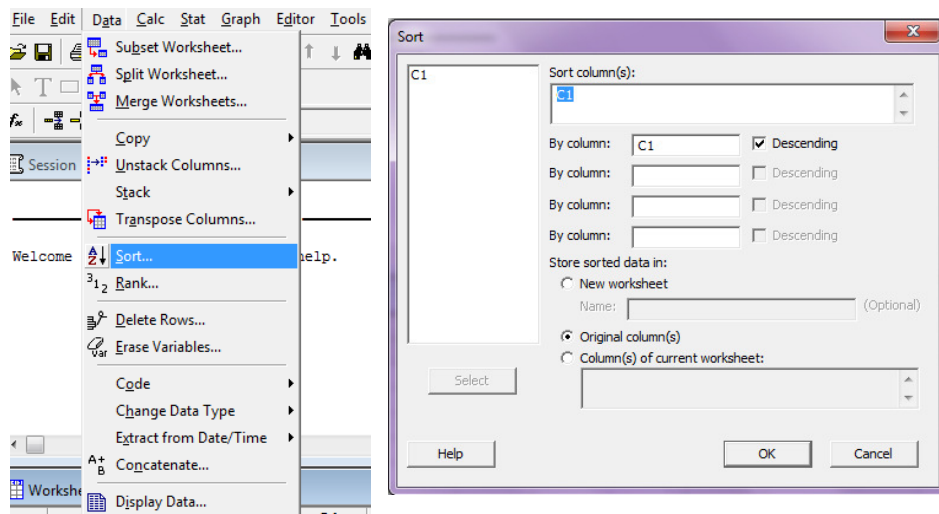 File Edit Data Calc Stat Graph Editor Tools
Subset Worksheet...
Split Worksheet...
Merge Worksheets...
Copy
Session
Unstack Columns...
Stack
Transpose Columns...
Welcome
Sort...
help.
Rank...
Delete Rows...
Erase Variables...
Code
Change Data Type
Extract from Date/Time
Concatenate...
Workshe
Display Data...
Sort
C1
Sort column(s):
C1
By column: C1 Descending
By column: Descending
By column: Descending
By column: Descending
Store sorted data in:
New worksheet
Name: (Optional)
Original column(s)
Column(s) of current worksheet:
Select
Help OK Cancel